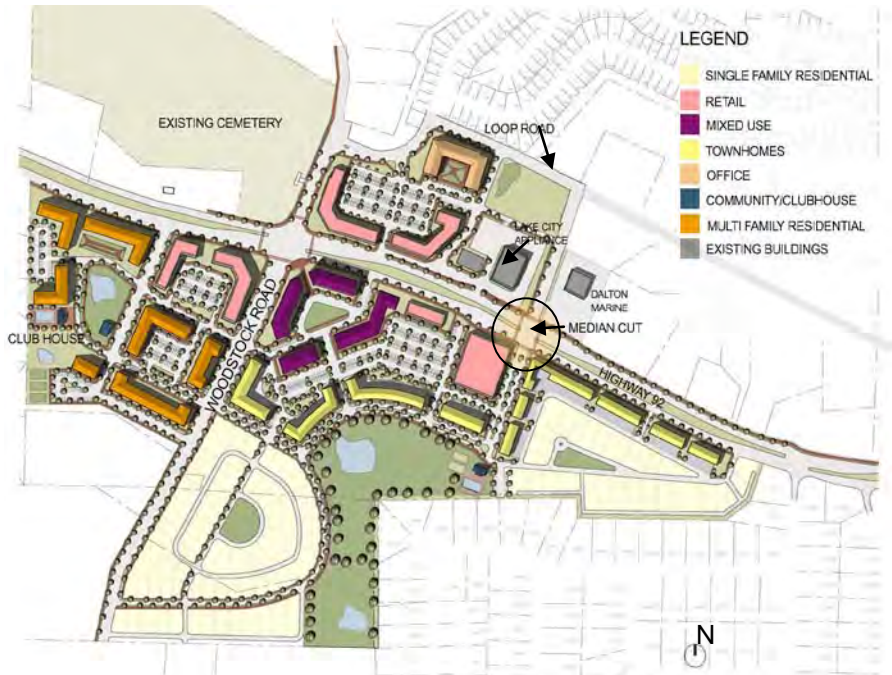 LEGEND
SINGLE FAMILY RESIDENTIAL
RETAIL
MIXED USE
TOWNHOMES
OFFICE
COMMUNITY/CLUBHOUSE
MULTI FAMILY RESIDENTIAL
EXISTING BUILDINGS
EXISTING CEMETERY
LOOP ROAD
LAKE CITY
APPLIANCE
DALTON
MARINE
MEDIAN CUT
CLUB HOUSE
WOODSTOCK ROAD
HIGHWAY 92
N